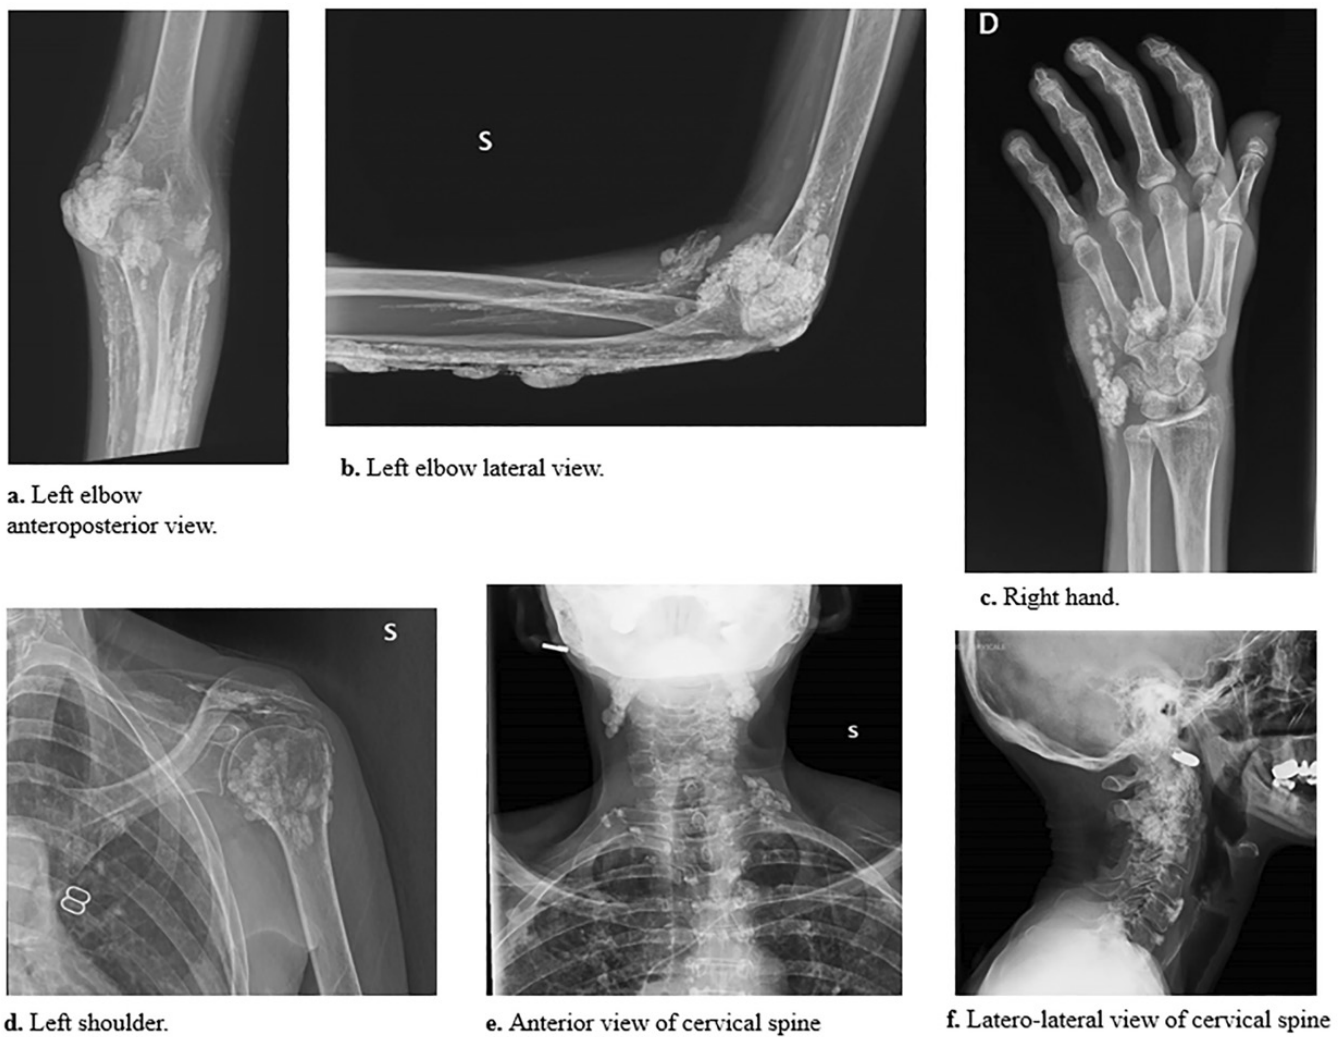 D
S
a. Left elbow
anteroposterior view.
b. Left elbow lateral view.
c. Right hand.
S
s
d. Left shoulder.
e. Anterior view of cervical spine
f. Latero-lateral view of cervical spine